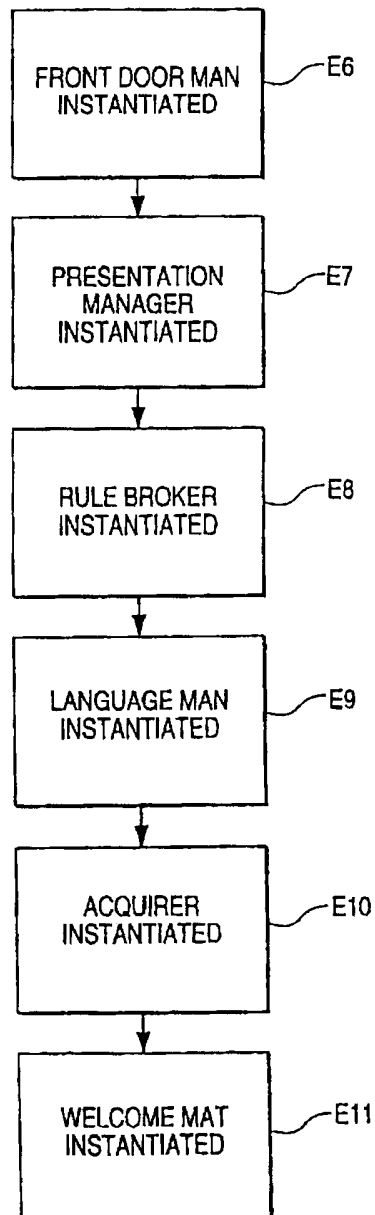 FRONT DOOR MAN
INSTANTIATED
E6
PRESENTATION
MANAGER
INSTANTIATED
E7
RULE BROKER
INSTANTIATED
E8
LANGUAGE MAN
INSTANTIATED
E9
ACQUIRER
INSTANTIATED
E10
WELCOME MAT
INSTANTIATED
E11